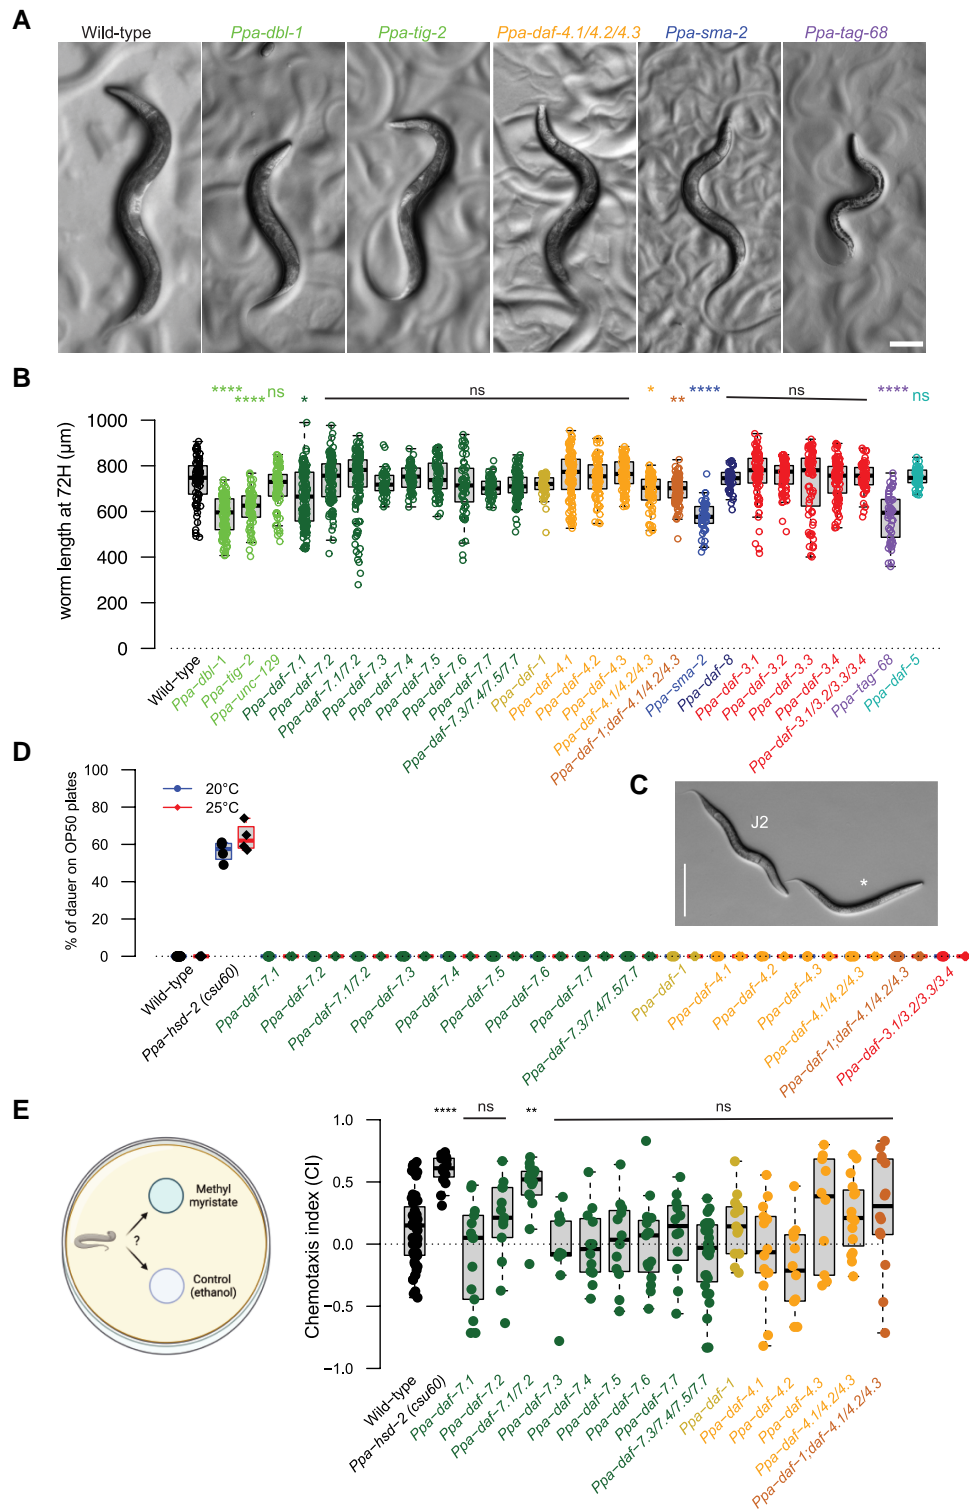 A
Wild-type
Ppa-dbl-1
Ppa-tig-2
Ppa-daf-4.1/4.2/4.3
Ppa-sma-2
Ppa-tag-68
B
**** **** ns * ns * ** **** ns **** ns
worm length at 72H (µm)
1000
800
600
400
200
0
Wild−type
Ppa−dbl−1
Ppa−tig−2
Ppa−unc−129
Ppa−daf−7.1
Ppa−daf−7.2
Ppa−daf−7.1/7.2
Ppa−daf−7.3
Ppa−daf−7.4
Ppa−daf−7.5
Ppa−daf−7.6
Ppa−daf−7.7
Ppa−daf−7.3/7.4/7.5/7.7
Ppa−daf−1
Ppa−daf−4.1
Ppa−daf−4.2
Ppa−daf−4.3
Ppa−daf−4.1/4.2/4.3
Ppa−daf−1;daf−4.1/4.2/4.3
Ppa−sma−2
Ppa−daf−8
Ppa−daf−3.1
Ppa−daf−3.2
Ppa−daf−3.3
Ppa−daf−3.4
Ppa−daf−3.1/3.2/3.3/3.4
Ppa−tag−68
Ppa−daf−5
D
% of dauer on OP50 plates
100
80
60
40
20
0
20°C
25°C
C
J2
*
Wild−type
Ppa−hsd−2 (csu60)
Ppa−daf−7.1
Ppa−daf−7.2
Ppa−daf−7.1/7.2
Ppa−daf−7.3
Ppa−daf−7.4
Ppa−daf−7.5
Ppa−daf−7.6
Ppa−daf−7.7
Ppa−daf−7.3/7.4/7.5/7.7
Ppa−daf−1
Ppa−daf−4.1
Ppa−daf−4.2
Ppa−daf−4.3
Ppa−daf−4.1/4.2/4.3
Ppa−daf−1;daf−4.1/4.2/4.3
Ppa−daf−3.1/3.2/3.3/3.4
E
Methyl
myristate
?
Control
(ethanol)
**** ns ** ns
Chemotaxis index (CI)
1.0
0.5
0.0
−0.5
−1.0
Wild−type
Ppa−hsd−2 (csu60)
Ppa−daf−7.1
Ppa−daf−7.2
Ppa−daf−7.1/7.2
Ppa−daf−7.3
Ppa−daf−7.4
Ppa−daf−7.5
Ppa−daf−7.6
Ppa−daf−7.7
Ppa−daf−7.3/7.4/7.5/7.7
Ppa−daf−1
Ppa−daf−4.1
Ppa−daf−4.2
Ppa−daf−4.3
Ppa−daf−4.1/4.2/4.3
Ppa−daf−1;daf−4.1/4.2/4.3